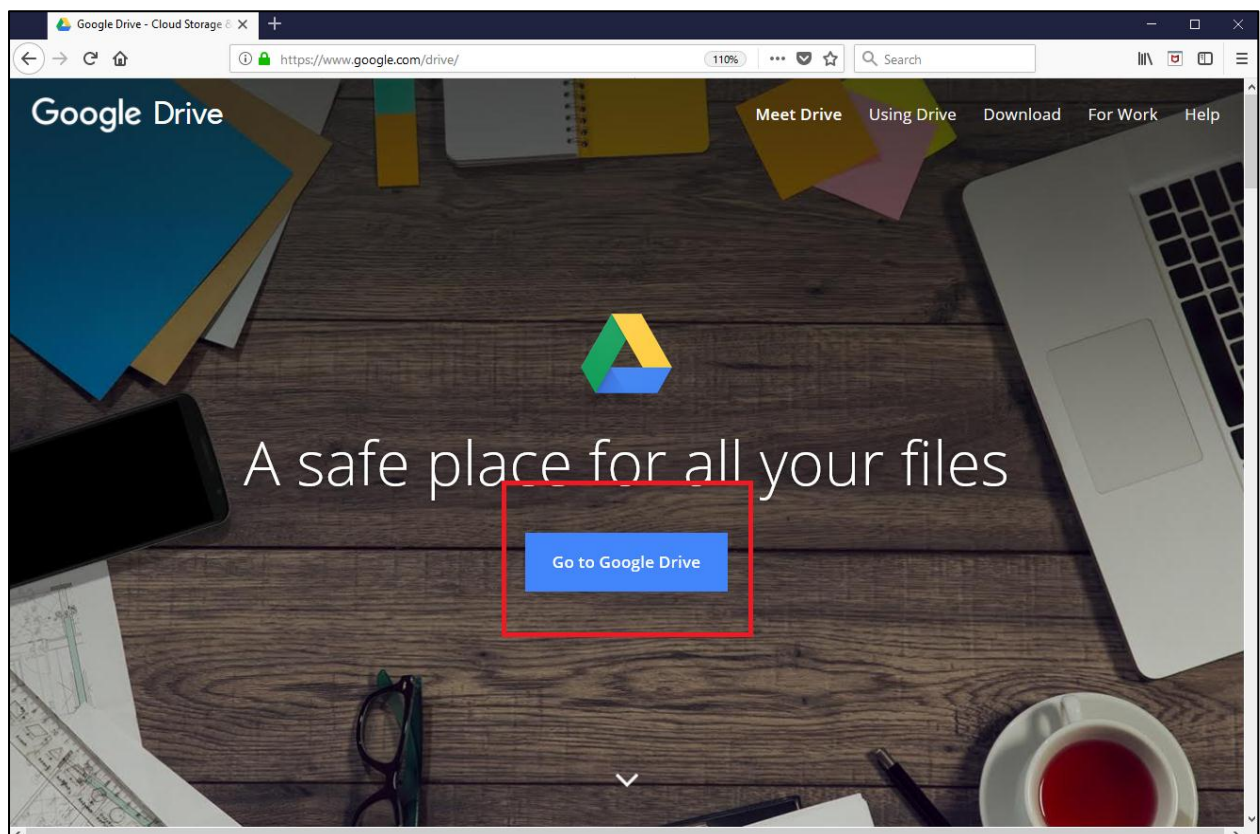 Google Drive - Cloud Storage &
https://www.google.com/drive/
110%
Search
Google Drive
Meet Drive
Using Drive
Download
For Work
Help
A safe place for all your files
Go to Google Drive